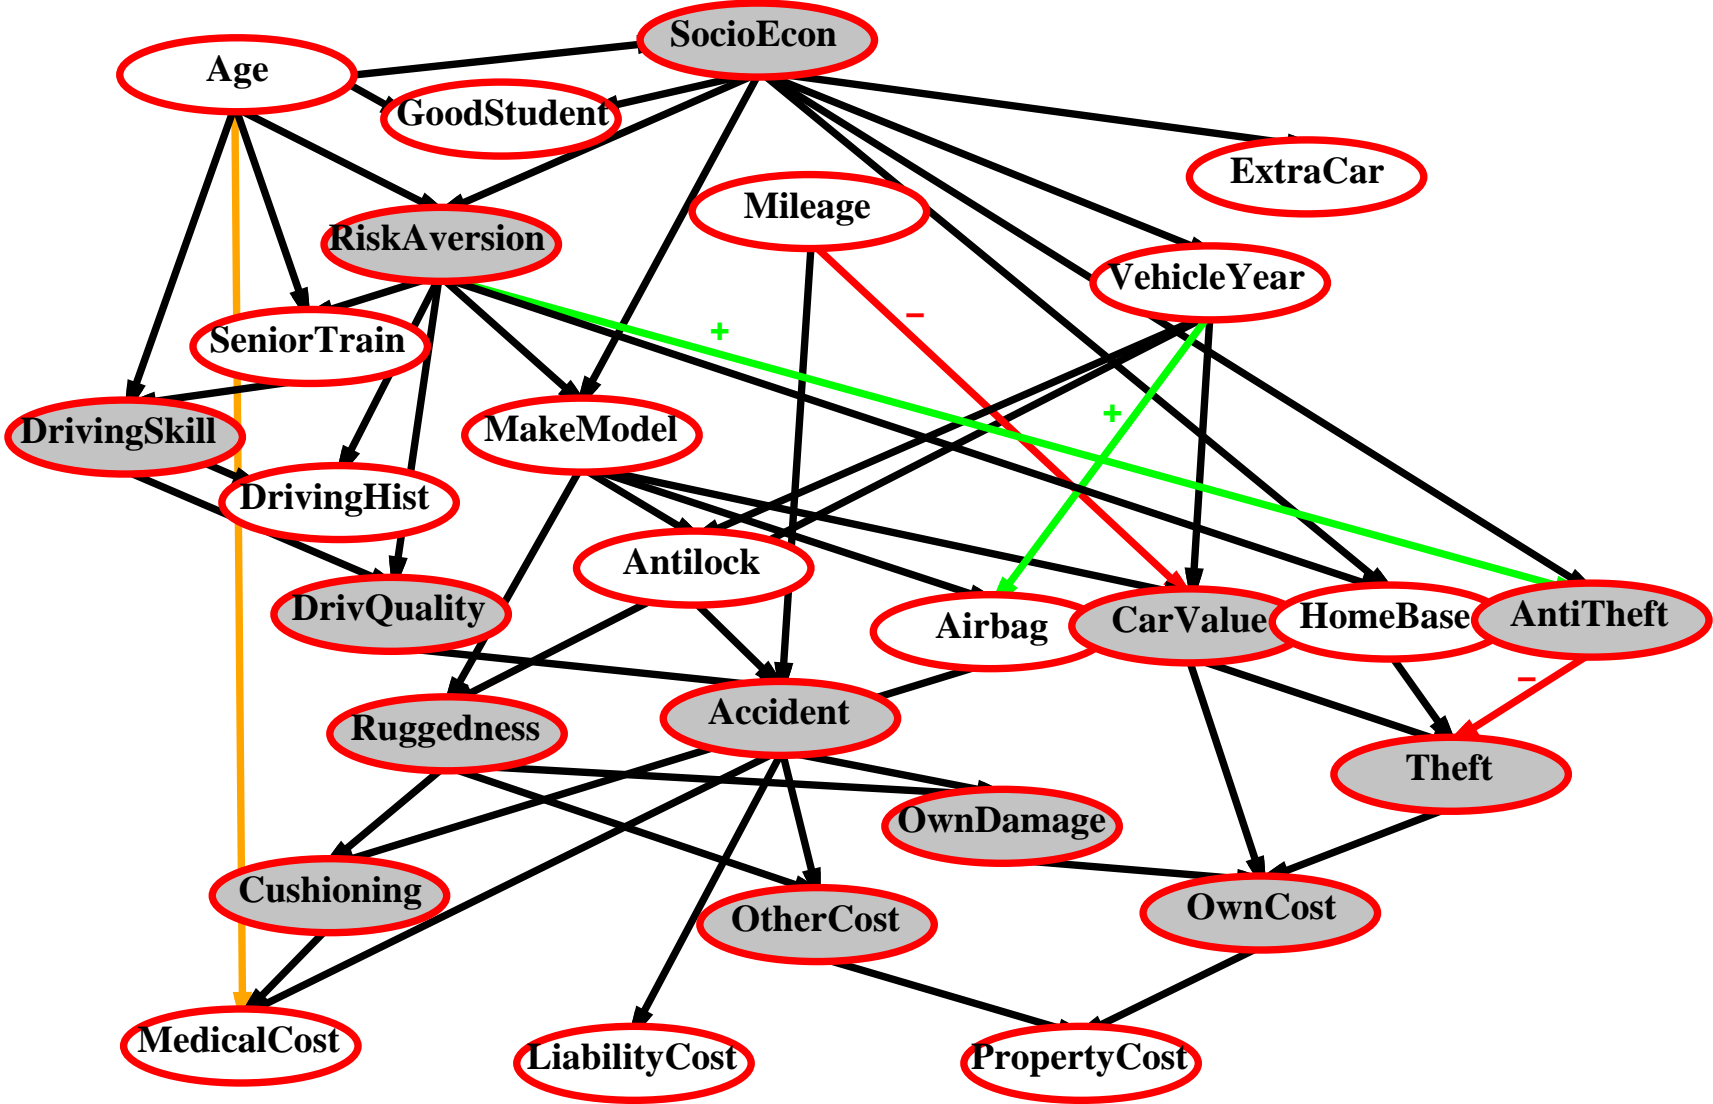 SocioEcon
Age
GoodStudent
ExtraCar
Mileage
RiskAversion
VehicleYear
−
+
SeniorTrain
+
DrivingSkill
MakeModel
DrivingHist
Antilock
DrivQuality
Airbag
CarValue
HomeBase
AntiTheft
−
Ruggedness
Accident
Theft
OwnDamage
Cushioning
OtherCost
OwnCost
MedicalCost
LiabilityCost
PropertyCost